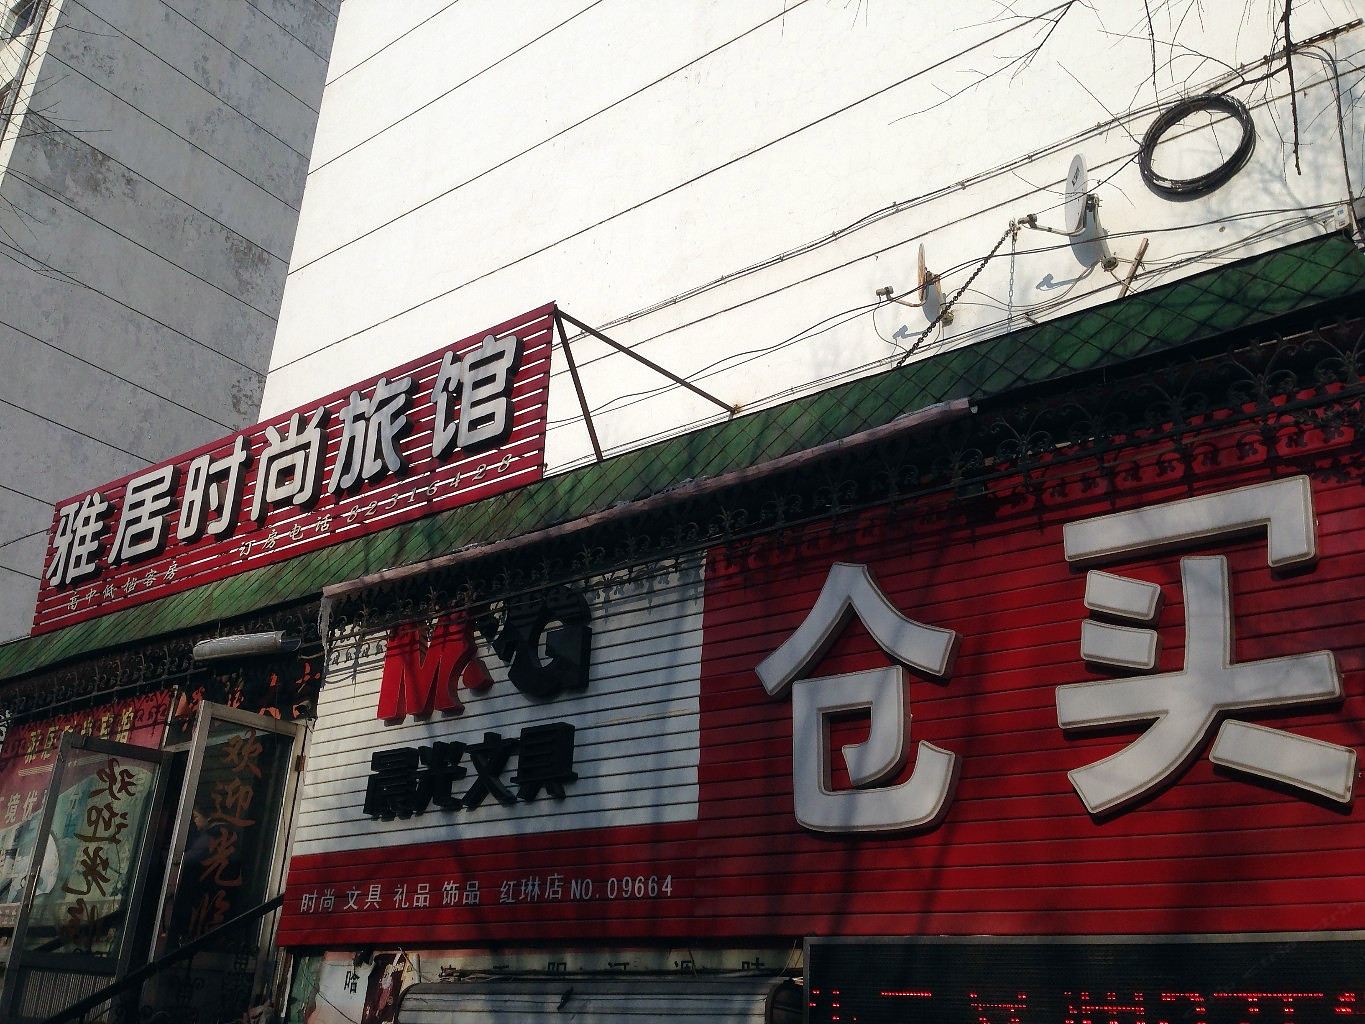 雅居时尚旅馆
高中低档客房 订房电话 8231642-8
M&G
晨光文具
仓买
时尚 文具 礼品 饰品 红琳店 NO.09664
欢迎光临
欢迎光临